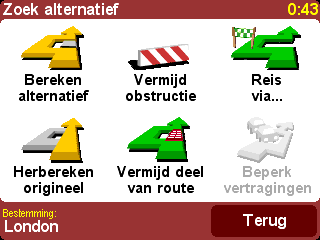 Zoek alternatief 0:43
Bereken
alternatief
Vermijd
obstructie
Reis
via...
Herbereken
origineel
Vermijd deel
van route
Beperk
vertragingen
Bestemming:
London
Terug